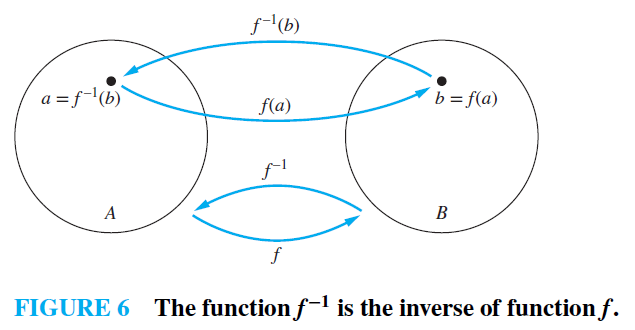 f⁻¹(b)
a = f⁻¹(b)
f(a)
b = f(a)
f⁻¹
A
B
f
FIGURE 6 The function f⁻¹ is the inverse of function f.